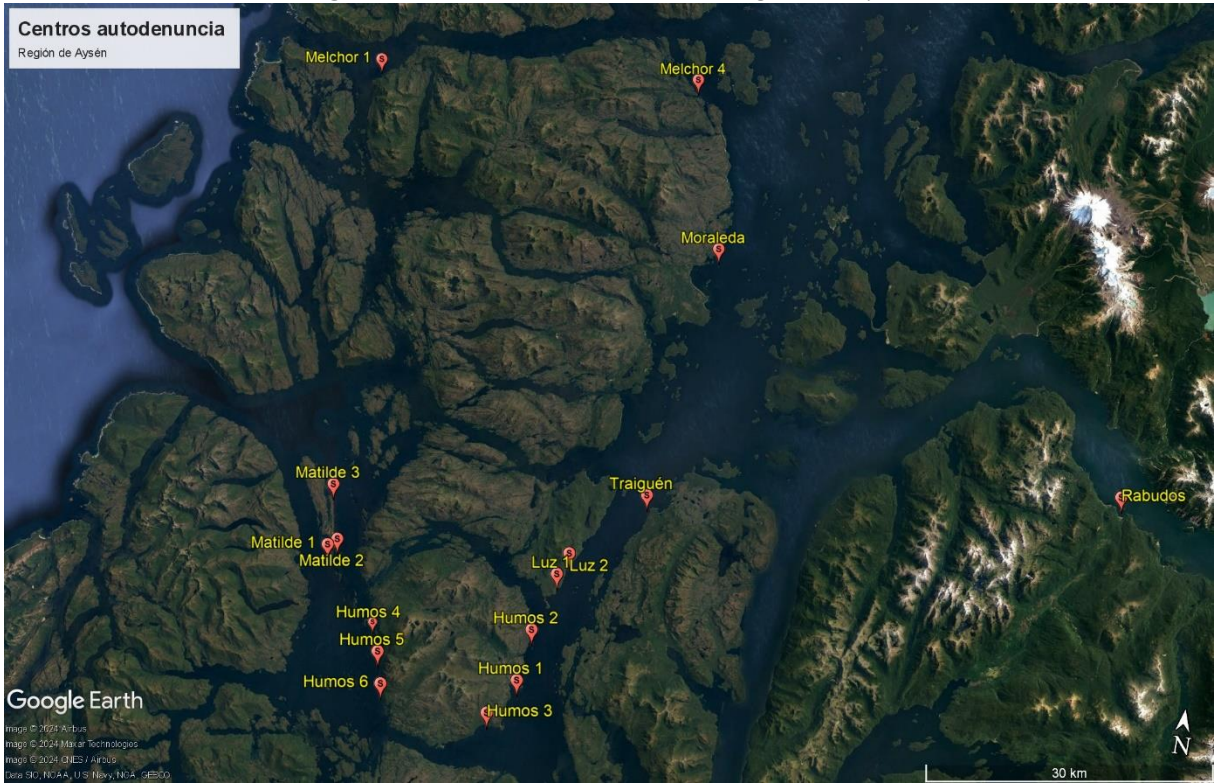 Centros autodenuncia
Región de Aysén
Melchor 1
Melchor 4
Moraleda
Matilde 3
Traiguén
Rabudos
Matilde 1
Matilde 2
Luz 1
Luz 2
Humos 4
Humos 2
Humos 5
Humos 1
Humos 6
Humos 3
Google Earth
Image © 2024 Airbus
Image © 2024 Maxar Technologies
Image © 2024 CNES / Airbus
Data SIO, NOAA, U.S. Navy, NGA, GEBCO
N
30 km